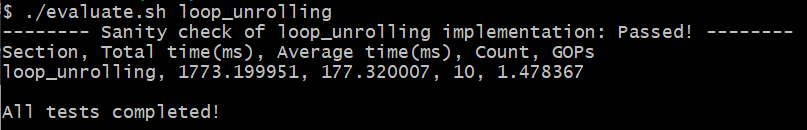 $ ./evaluate.sh loop_unrolling
-------- Sanity check of loop_unrolling implementation: Passed! --------
Section, Total time(ms), Average time(ms), Count, GOPs
loop_unrolling, 1773.199951, 177.320007, 10, 1.478367
All tests completed!